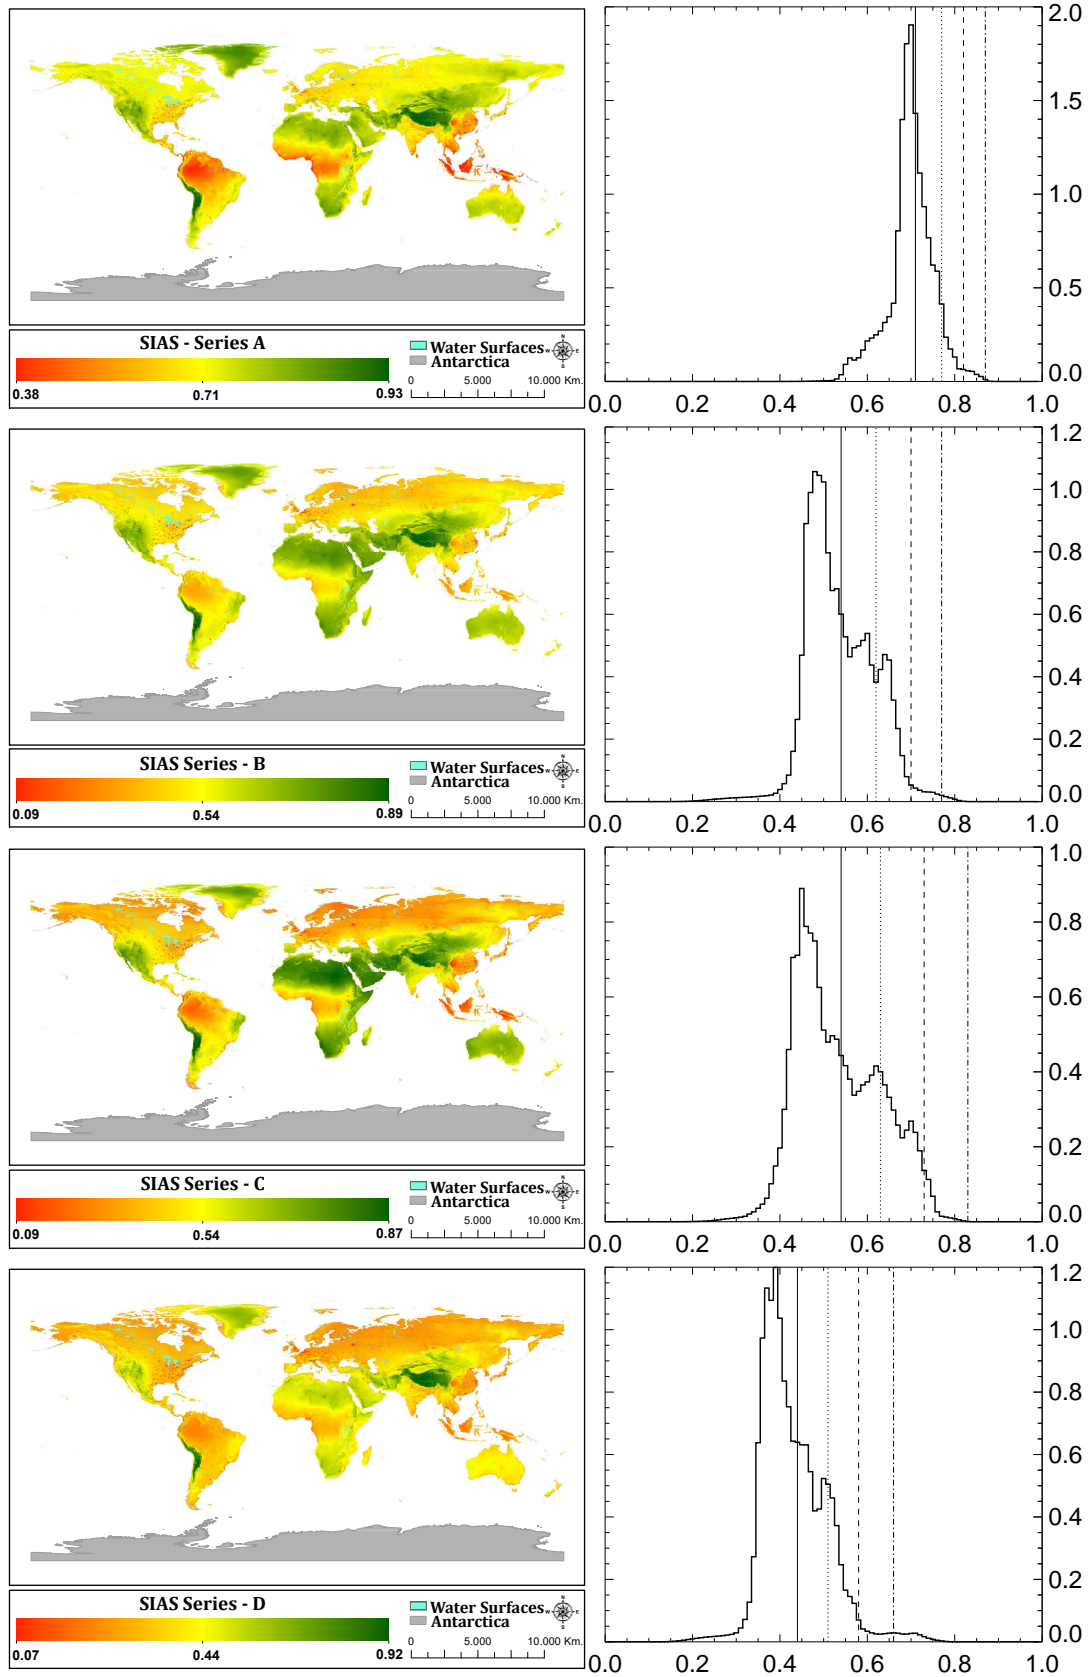 SIAS - Series A
Water Surfaces
Antarctica
N
W E
S
0 5.000 10.000 Km.
0.38 0.71 0.93
2.0
1.5
1.0
0.5
0.0
0.0 0.2 0.4 0.6 0.8 1.0
SIAS Series - B
Water Surfaces
Antarctica
N
W E
S
0 5.000 10.000 Km.
0.09 0.54 0.89
1.2
1.0
0.8
0.6
0.4
0.2
0.0
0.0 0.2 0.4 0.6 0.8 1.0
SIAS Series - C
Water Surfaces
Antarctica
N
W E
S
0 5.000 10.000 Km.
0.09 0.54 0.87
1.0
0.8
0.6
0.4
0.2
0.0
0.0 0.2 0.4 0.6 0.8 1.0
SIAS Series - D
Water Surfaces
Antarctica
N
W E
S
0 5.000 10.000 Km.
0.07 0.44 0.92
1.2
1.0
0.8
0.6
0.4
0.2
0.0
0.0 0.2 0.4 0.6 0.8 1.0